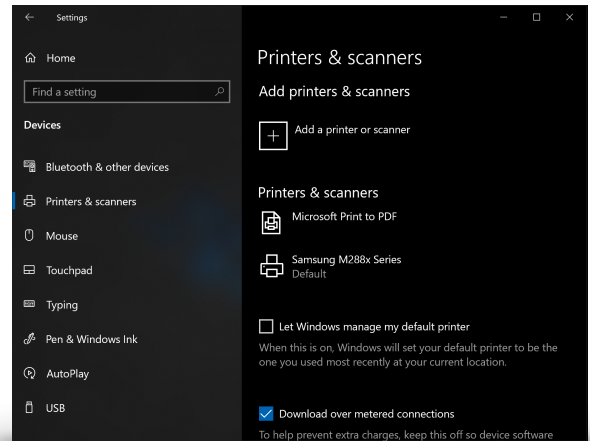 Settings
Home
Find a setting
Devices
Bluetooth & other devices
Printers & scanners
Mouse
Touchpad
Typing
Pen & Windows Ink
AutoPlay
USB
Printers & scanners
Add printers & scanners
Add a printer or scanner
Printers & scanners
Microsoft Print to PDF
Samsung M288x Series
Default
Let Windows manage my default printer
When this is on, Windows will set your default printer to be the
one you used most recently at your current location.
Download over metered connections
To help prevent extra charges, keep this off so device software